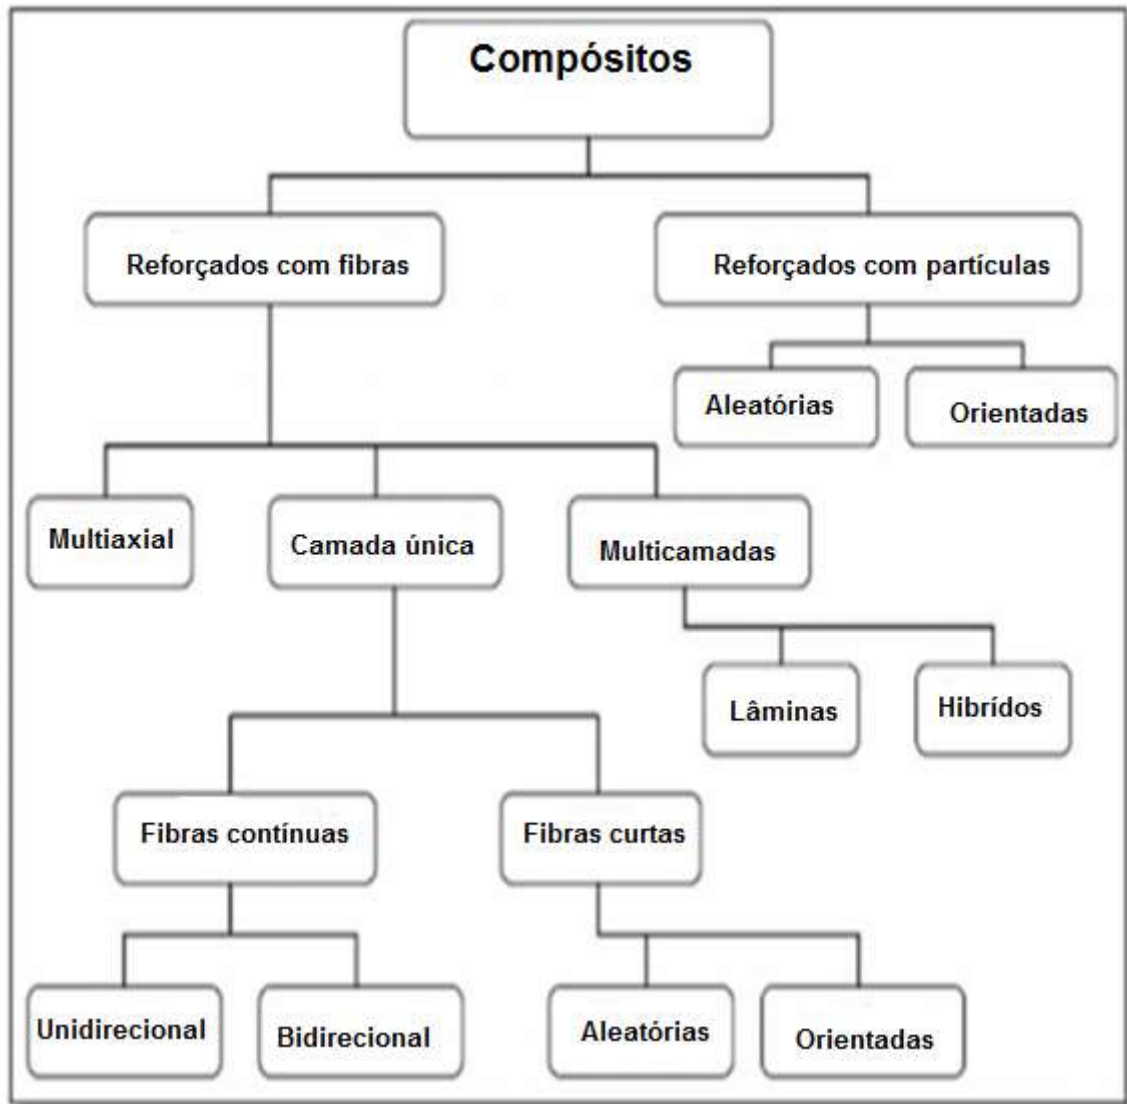 Compósitos
Reforçados com fibras
Reforçados com partículas
Aleatórias
Orientadas
Multiaxial
Camada única
Multicamadas
Lâminas
Hibrídos
Fibras contínuas
Fibras curtas
Unidirecional
Bidirecional
Aleatórias
Orientadas